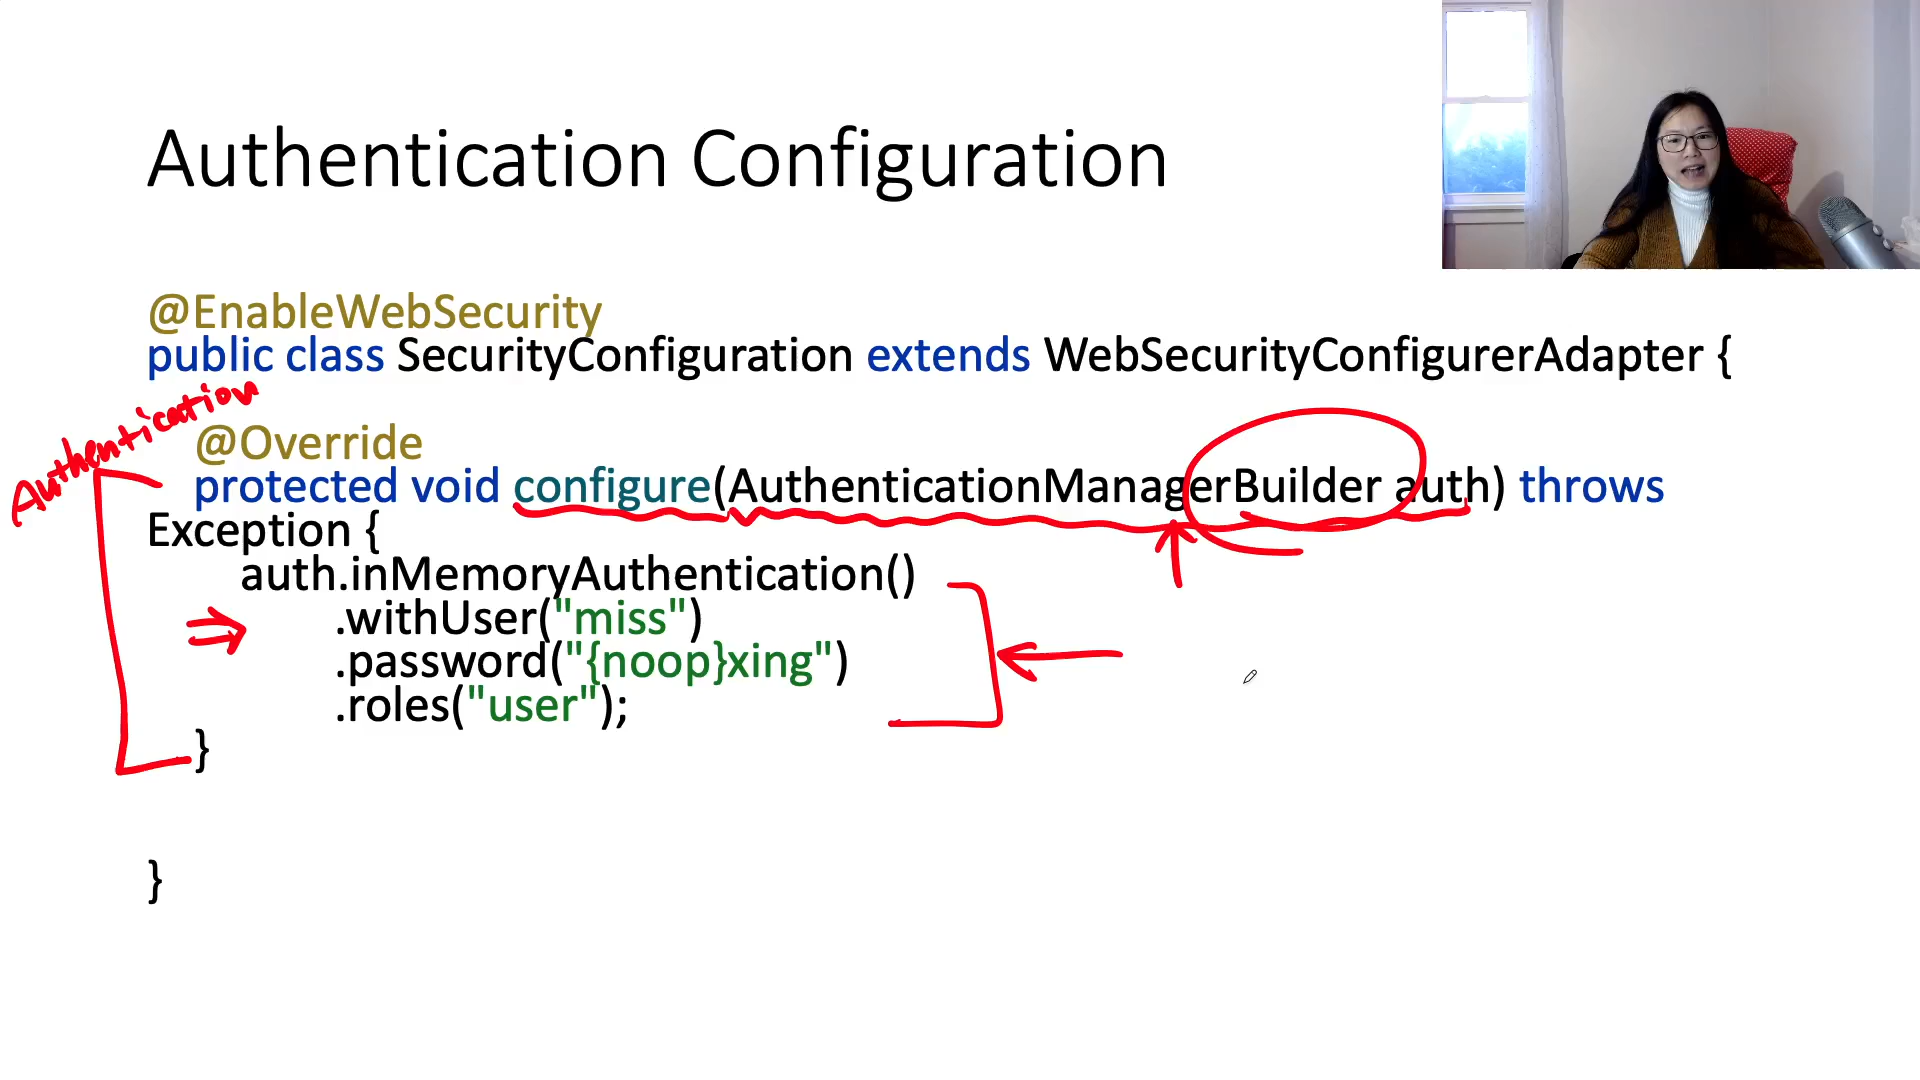 Authentication Configuration
@EnableWebSecurity
public class SecurityConfiguration extends WebSecurityConfigurerAdapter {
Authentication
@Override
protected void configure(AuthenticationManagerBuilder auth) throws
Exception {
auth.inMemoryAuthentication()
.withUser("miss")
.password("{noop}xing")
.roles("user");
}
}